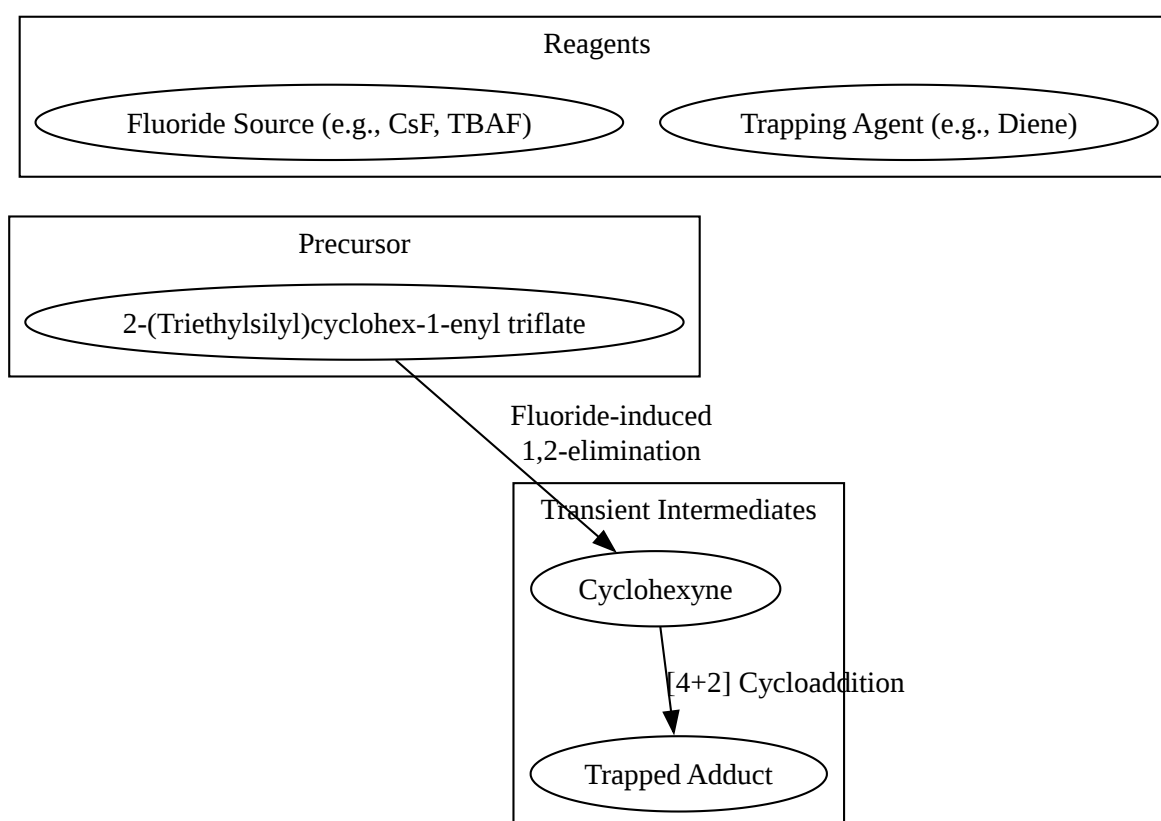 Reagents
Fluoride Source (e.g., CsF, TBAF)
Trapping Agent (e.g., Diene)
Precursor
2-(Triethylsilyl)cyclohex-1-enyl triflate
Fluoride-induced
1,2-elimination
Transient Intermediates
Cyclohexyne
[4+2] Cycloaddition
Trapped Adduct